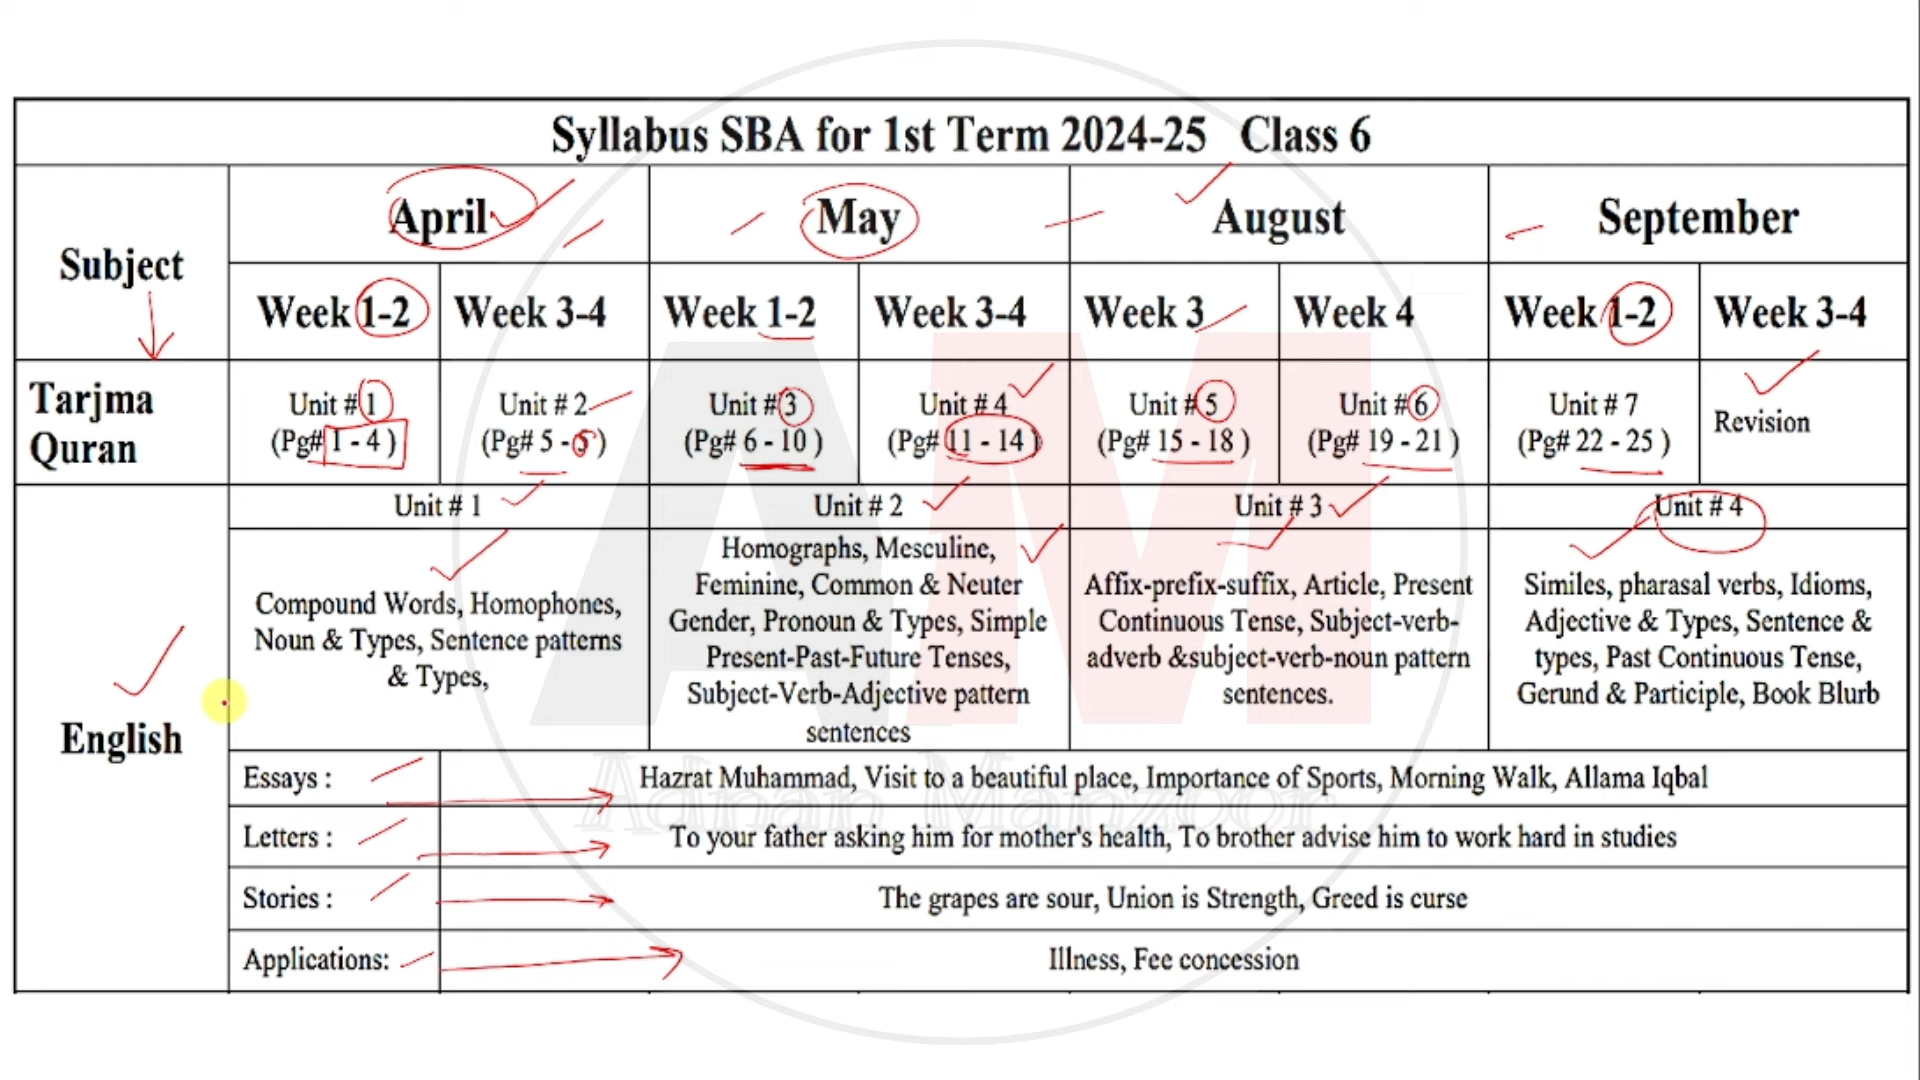 Syllabus SBA for 1st Term 2024-25 Class 6
Subject
April
May
August
September
Week 1-2
Week 3-4
Week 1-2
Week 3-4
Week 3
Week 4
Week 1-2
Week 3-4
Tarjma
Quran
Unit # 1
(Pg# 1 - 4 )
Unit # 2
(Pg# 5 - 5 )
Unit # 3
(Pg# 6 - 10 )
Unit # 4
(Pg# 11 - 14 )
Unit # 5
(Pg# 15 - 18 )
Unit # 6
(Pg# 19 - 21 )
Unit # 7
(Pg# 22 - 25 )
Revision
English
Unit # 1
Unit # 2
Unit # 3
Unit # 4
Compound Words, Homophones,
Noun & Types, Sentence patterns
& Types,
Homographs, Mesculine,
Feminine, Common & Neuter
Gender, Pronoun & Types, Simple
Present-Past-Future Tenses,
Subject-Verb-Adjective pattern
sentences
Affix-prefix-suffix, Article, Present
Continuous Tense, Subject-verb-
adverb &subject-verb-noun pattern
sentences.
Similes, pharasal verbs, Idioms,
Adjective & Types, Sentence &
types, Past Continuous Tense,
Gerund & Participle, Book Blurb
Essays :
Hazrat Muhammad, Visit to a beautiful place, Importance of Sports, Morning Walk, Allama Iqbal
Letters :
To your father asking him for mother's health, To brother advise him to work hard in studies
Stories :
The grapes are sour, Union is Strength, Greed is curse
Applications:
Illness, Fee concession
AM
Adnan Manzoor